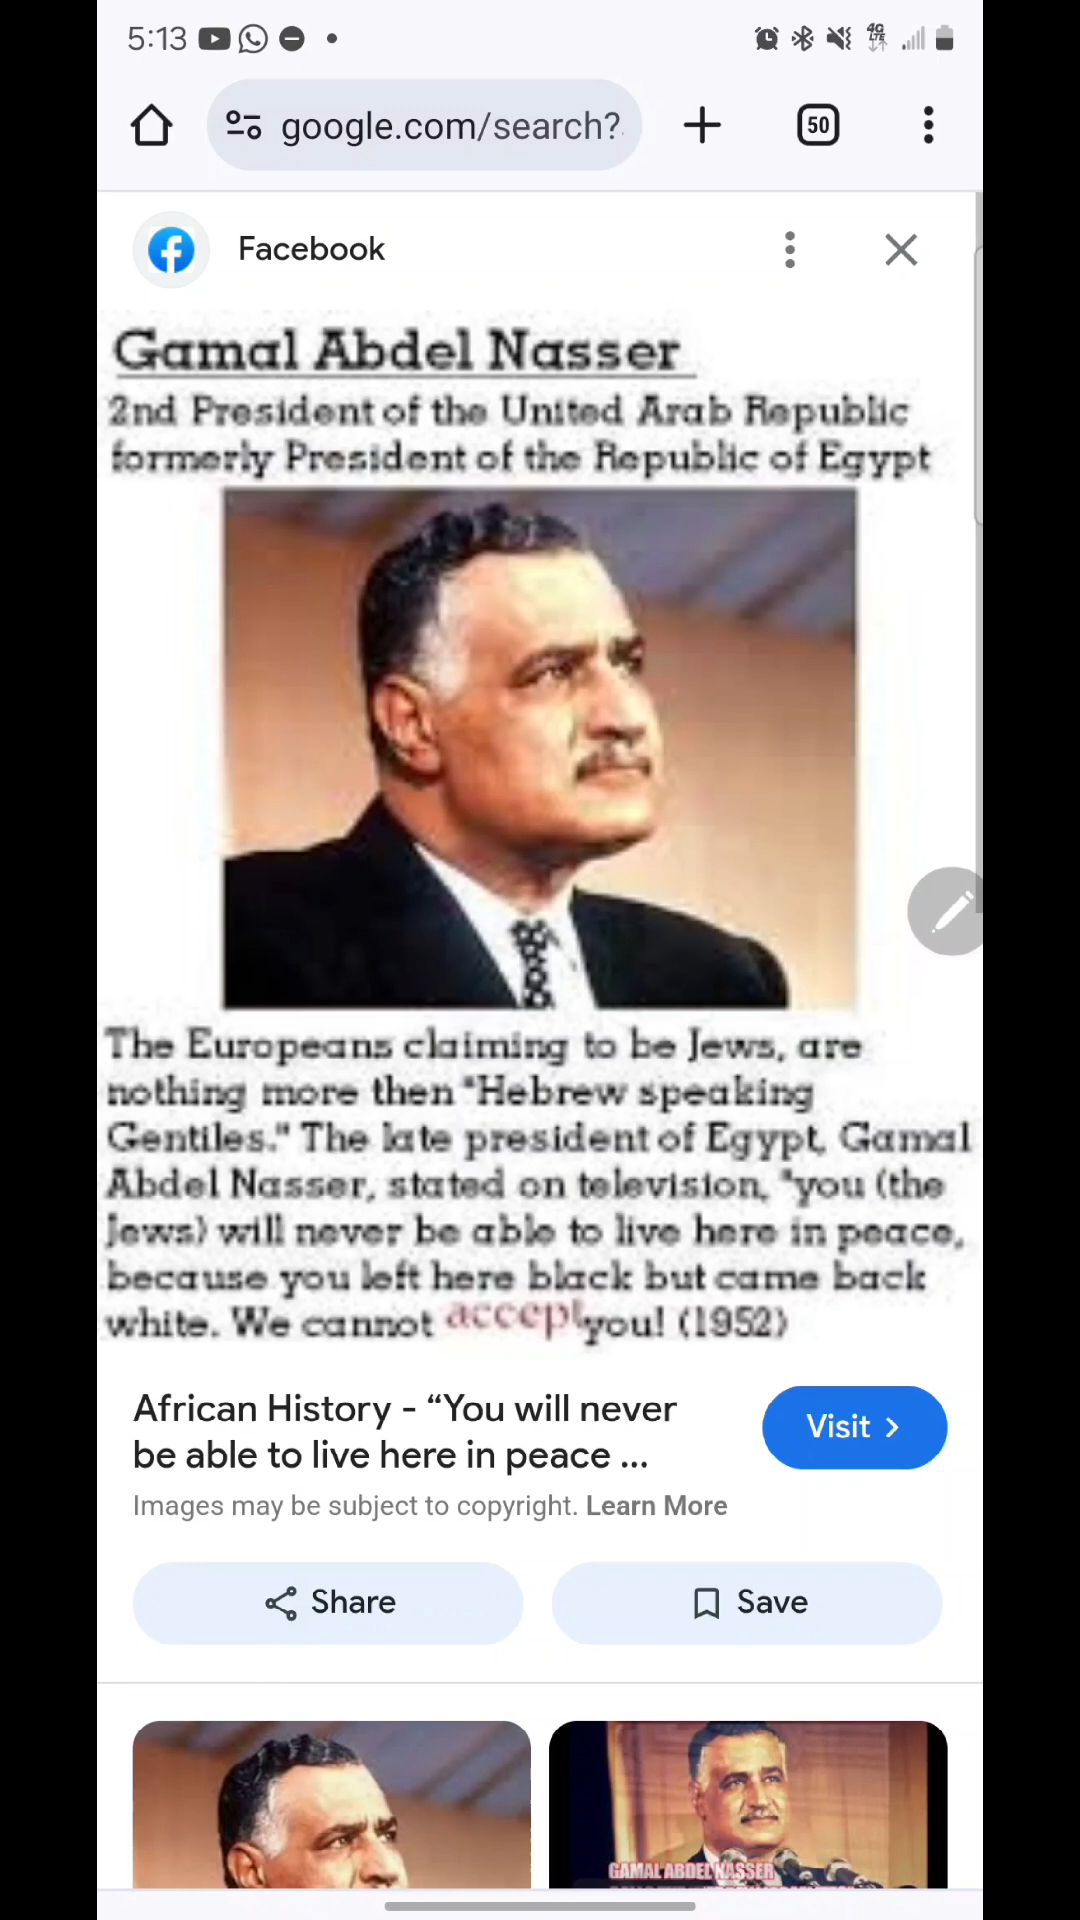 5:13
4G
LTE
google.com/search?
50
Facebook
Gamal Abdel Nasser
2nd President of the United Arab Republic
formerly President of the Republic of Egypt
The Europeans claiming to be Jews, are
nothing more then "Hebrew speaking
Gentiles." The late president of Egypt, Gamal
Abdel Nasser, stated on television, "you (the
Jews) will never be able to live here in peace,
because you left here black but came back
white. We cannot accept you! (1952)
African History - “You will never
be able to live here in peace ...
Visit
Images may be subject to copyright. Learn More
Share
Save
GAMAL ABDEL NASSER